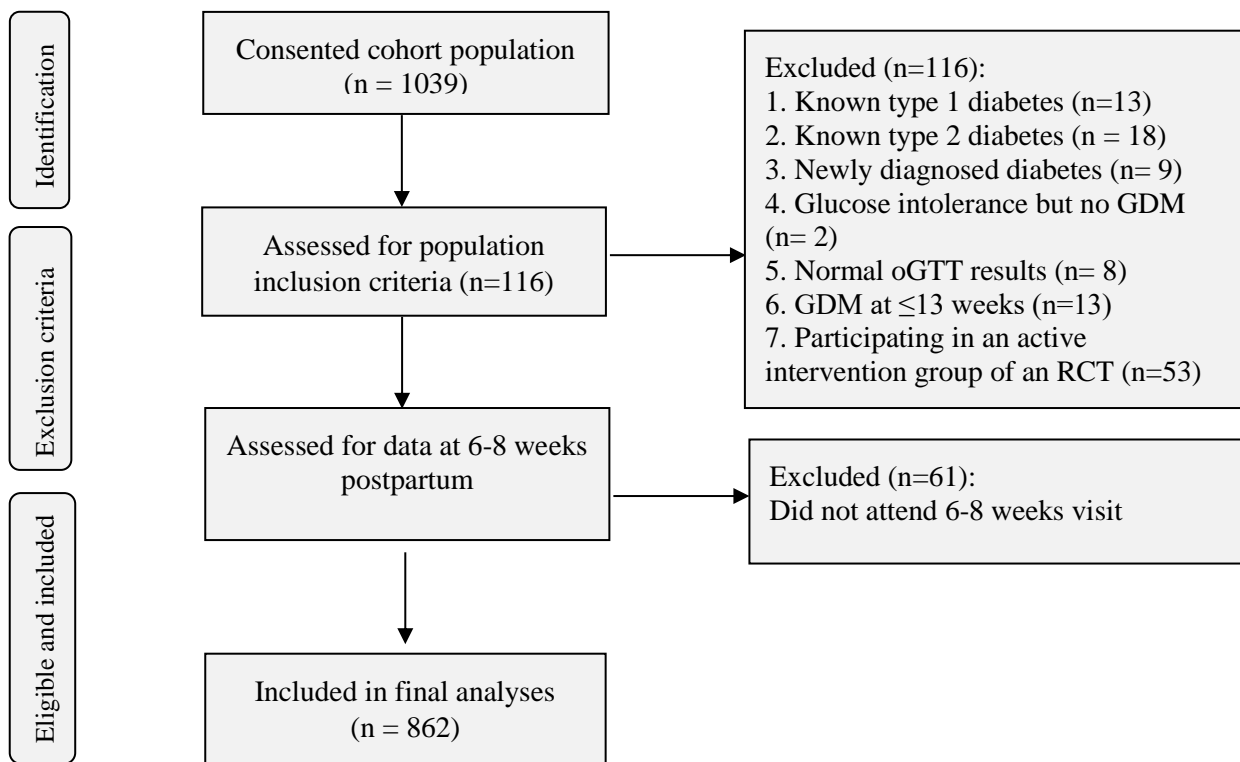 Identification
Consented cohort population
(n = 1039)
Excluded (n=116):
1. Known type 1 diabetes (n=13)
2. Known type 2 diabetes (n = 18)
3. Newly diagnosed diabetes (n= 9)
4. Glucose intolerance but no GDM
(n= 2)
5. Normal oGTT results (n= 8)
6. GDM at ≤13 weeks (n=13)
7. Participating in an active
intervention group of an RCT (n=53)
Exclusion criteria
Assessed for population
inclusion criteria (n=116)
Assessed for data at 6-8 weeks
postpartum
Excluded (n=61):
Did not attend 6-8 weeks visit
Eligible and included
Included in final analyses
(n = 862)